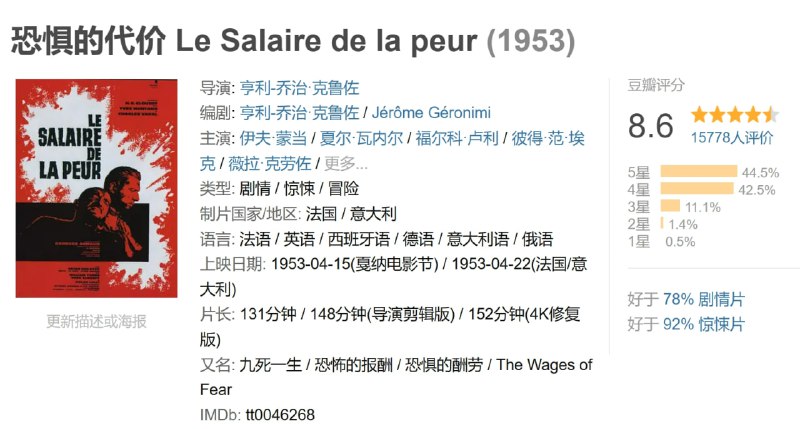 恐惧的代价 Le Salaire de la peur (1953)
LE
SALAIRE
DE
LA PEUR
更新描述或海报
导演: 亨利-乔治·克鲁佐
编剧: 亨利-乔治·克鲁佐 / Jérôme Géronimi
主演: 伊夫·蒙当 / 夏尔·瓦内尔 / 福尔科·卢利 / 彼得·范·埃
克 / 薇拉·克劳佐 / 更多...
类型: 剧情 / 惊悚 / 冒险
制片国家/地区: 法国 / 意大利
语言: 法语 / 英语 / 西班牙语 / 德语 / 意大利语 / 俄语
上映日期: 1953-04-15(戛纳电影节) / 1953-04-22(法国/意
大利)
片长: 131分钟 / 148分钟(导演剪辑版) / 152分钟(4K修复
版)
又名: 九死一生 / 恐怖的报酬 / 恐惧的酬劳 / The Wages of
Fear
IMDb: tt0046268
豆瓣评分
8.6
15778人评价
5星 44.5%
4星 42.5%
3星 11.1%
2星 1.4%
1星 0.5%
好于 78% 剧情片
好于 92% 惊悚片